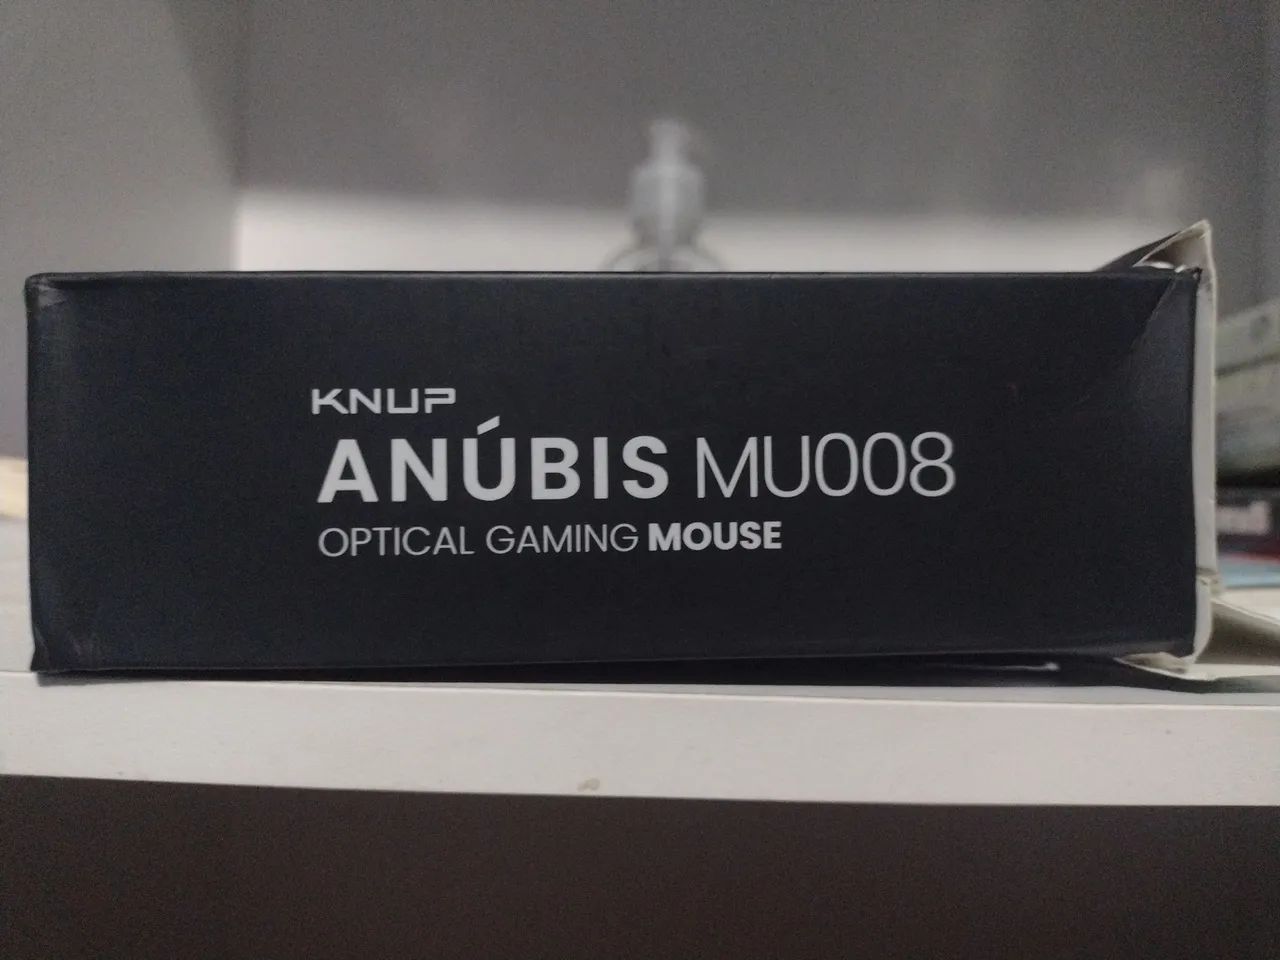 KNUP
ANÚBIS MU008
OPTICAL GAMING MOUSE